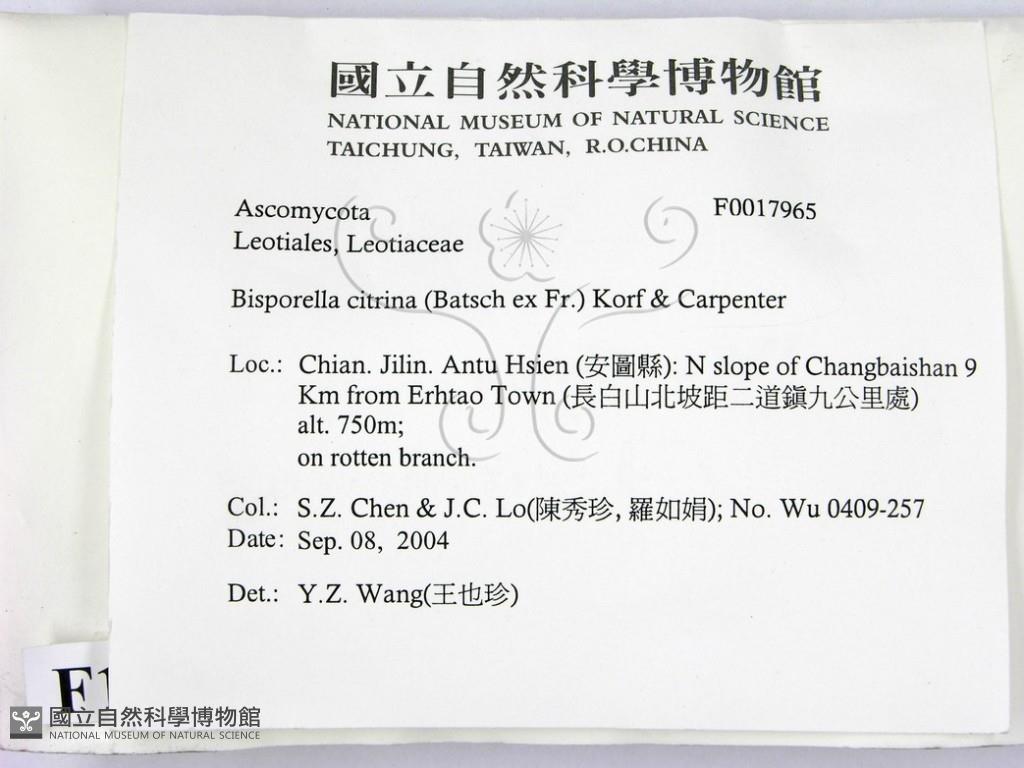 國立自然科學博物館
NATIONAL MUSEUM OF NATURAL SCIENCE
TAICHUNG, TAIWAN, R.O.CHINA
Ascomycota F0017965
Leotiales, Leotiaceae
Bisporella citrina (Batsch ex Fr.) Korf & Carpenter
Loc.: Chian. Jilin. Antu Hsien (安圖縣): N slope of Changbaishan 9
Km from Erhtao Town (長白山北坡距二道鎮九公里處)
alt. 750m;
on rotten branch.
Col.: S.Z. Chen & J.C. Lo(陳秀珍, 羅如娟); No. Wu 0409-257
Date: Sep. 08, 2004
Det.: Y.Z. Wang(王也珍)
國立自然科學博物館
NATIONAL MUSEUM OF NATURAL SCIENCE